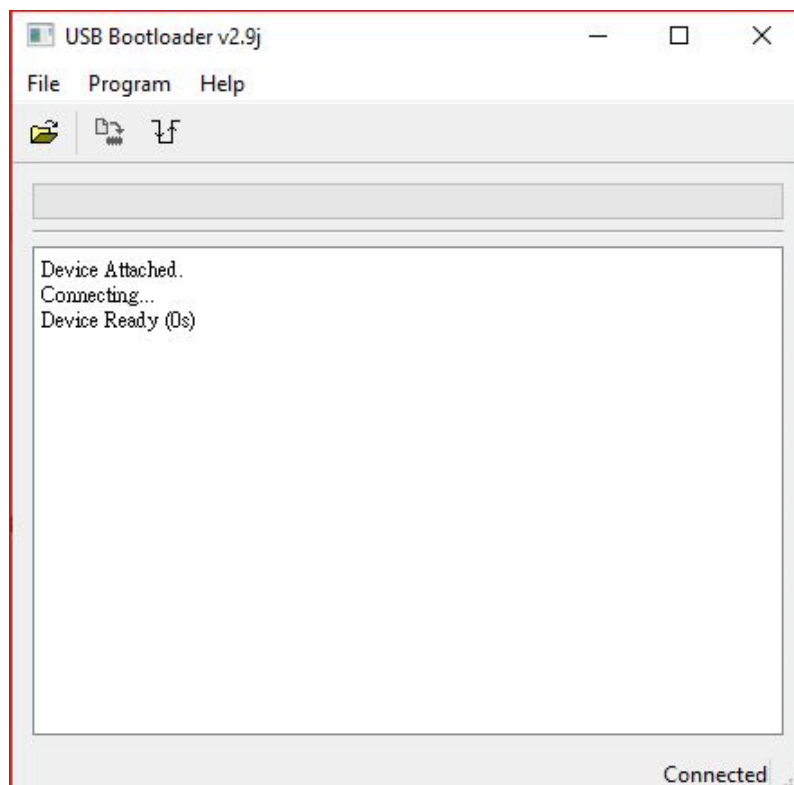 USB Bootloader v2.9j
File Program Help
Device Attached.
Connecting...
Device Ready (0s)
Connected